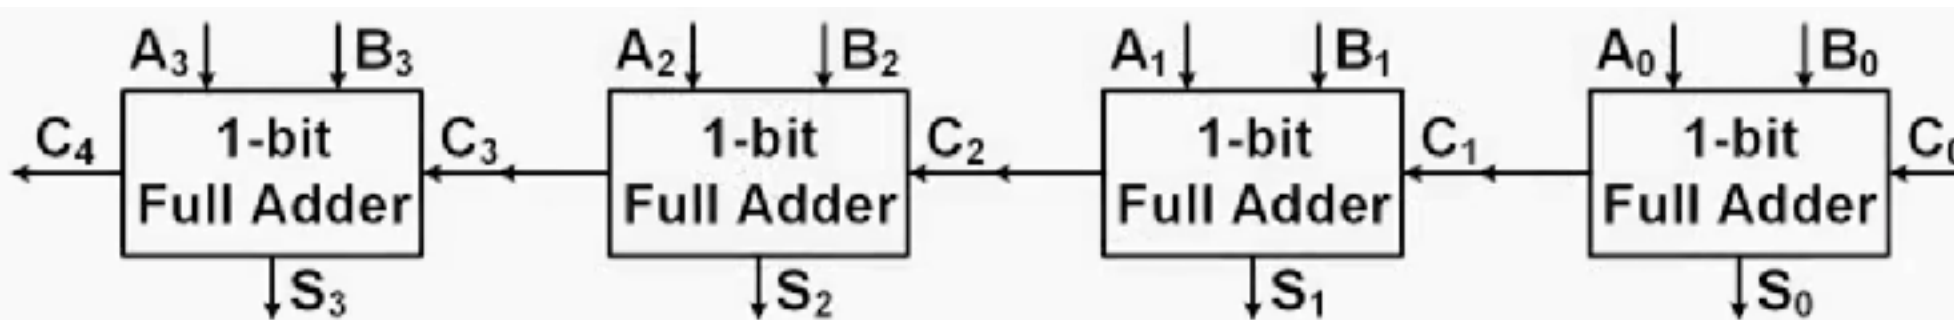 A₃ B₃ A₂ B₂ A₁ B₁ A₀ B₀
C₄ 1-bit C₃ 1-bit C₂ 1-bit C₁ 1-bit C₀
Full Adder Full Adder Full Adder Full Adder
S₃ S₂ S₁ S₀